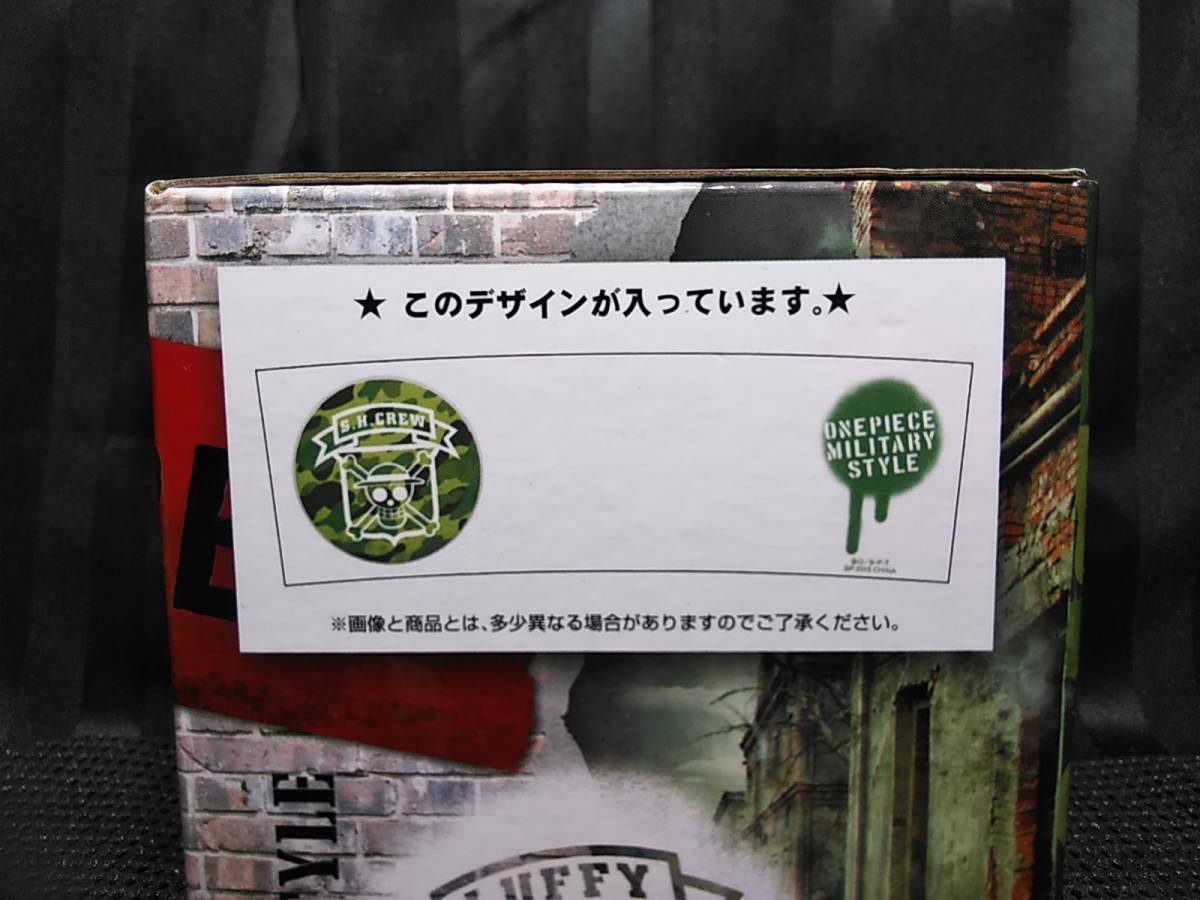 ★ このデザインが入っています。★
S.H.CREW
ONEPIECE
MILITARY
STYLE
※画像と商品とは、多少異なる場合がありますのでご了承ください。
TYLE
LUFFY